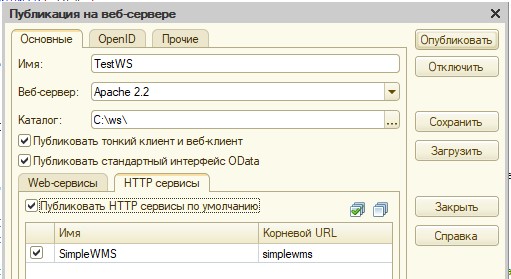 Публикация на веб-сервере
Основные OpenID Прочие Опубликовать
Имя: TestWS Отключить
Веб-сервер: Apache 2.2
Каталог: C:\ws\ ... Сохранить
Публиковать тонкий клиент и веб-клиент
Публиковать стандартный интерфейс OData Загрузить
Web-сервисы HTTP сервисы
Публиковать HTTP сервисы по умолчанию Закрыть
Имя Корневой URL Справка
SimpleWMS simplewms